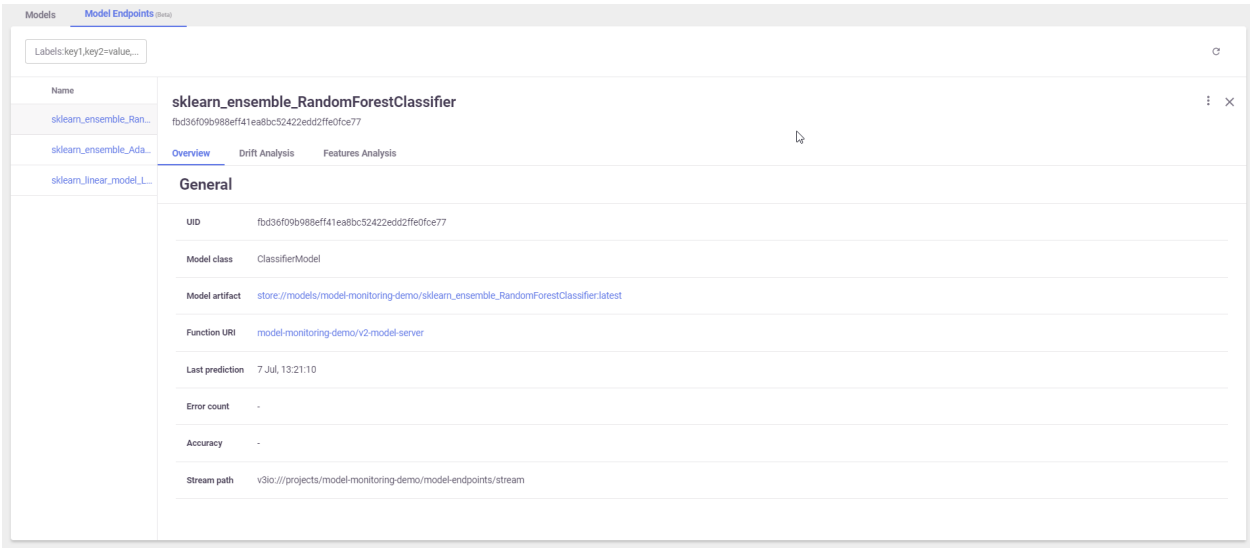 Models Model Endpoints (Beta)
Labels:key1,key2=value,...
Name
sklearn_ensemble_Ran...
sklearn_ensemble_Ada...
sklearn_linear_model_L...
sklearn_ensemble_RandomForestClassifier
fbd36f09b988eff41ea8bc52422edd2ffe0fce77
Overview Drift Analysis Features Analysis
General
UID fbd36f09b988eff41ea8bc52422edd2ffe0fce77
Model class ClassifierModel
Model artifact store://models/model-monitoring-demo/sklearn_ensemble_RandomForestClassifier:latest
Function URI model-monitoring-demo/v2-model-server
Last prediction 7 Jul, 13:21:10
Error count -
Accuracy -
Stream path v3io:///projects/model-monitoring-demo/model-endpoints/stream